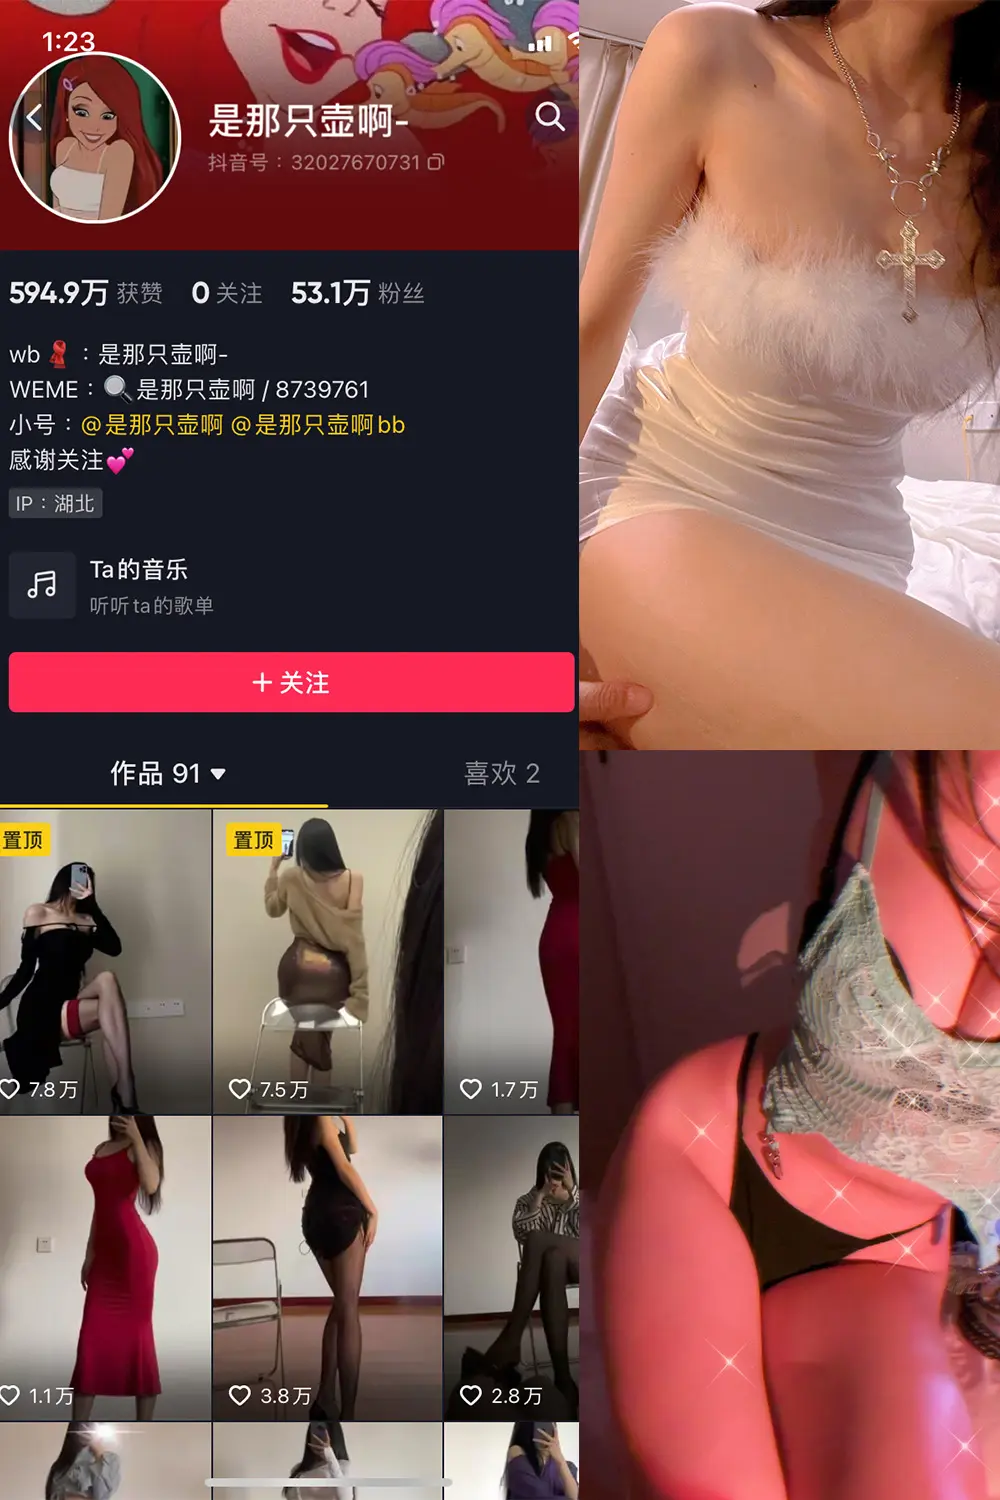 1:23
是那只壶啊-
抖音号：32027670731
594.9万 获赞 0 关注 53.1万 粉丝
wb：是那只壶啊-
WEME：是那只壶啊 / 8739761
小号：@是那只壶啊 @是那只壶啊bb
感谢关注
IP：湖北
Ta的音乐
听听ta的歌单
+ 关注
作品 91 喜欢 2
置顶 置顶
7.8万 7.5万 1.7万
1.1万 3.8万 2.8万